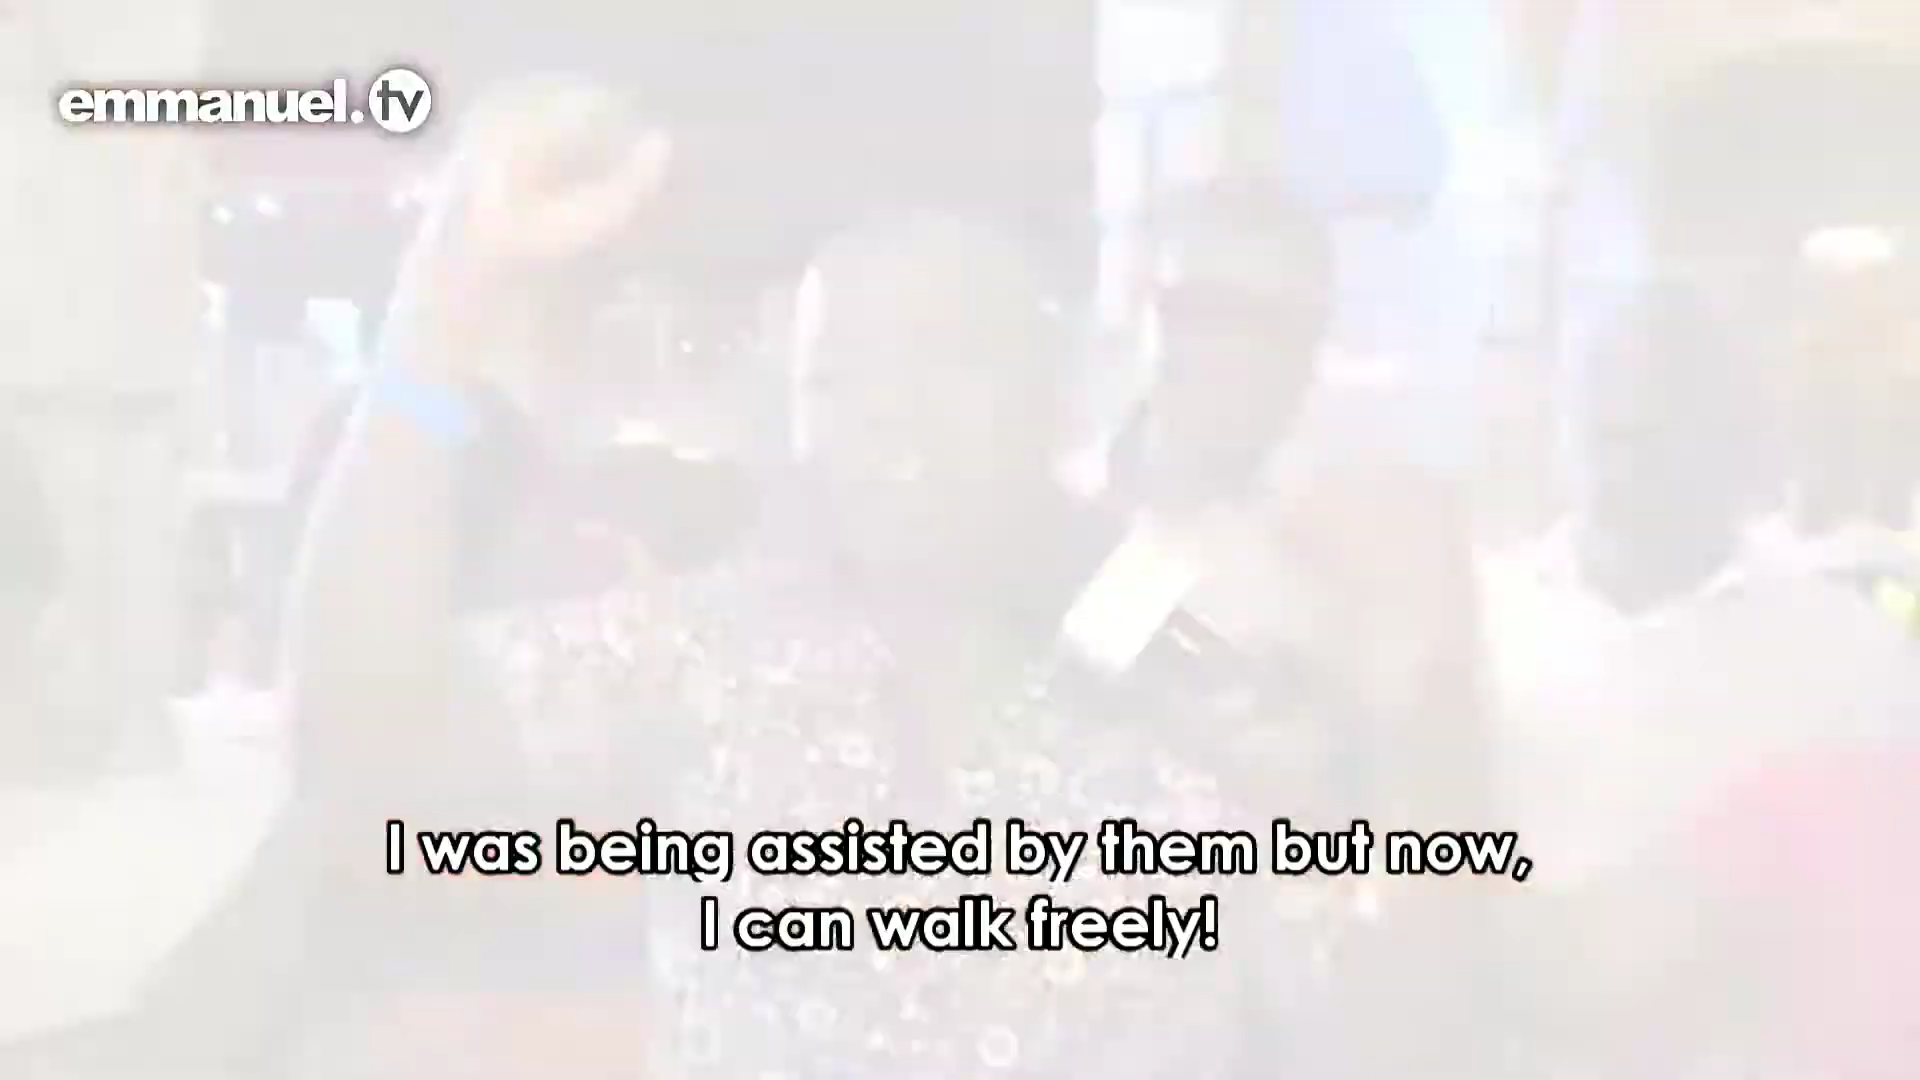 emmanuel.tv
I was being assisted by them but now,
I can walk freely!